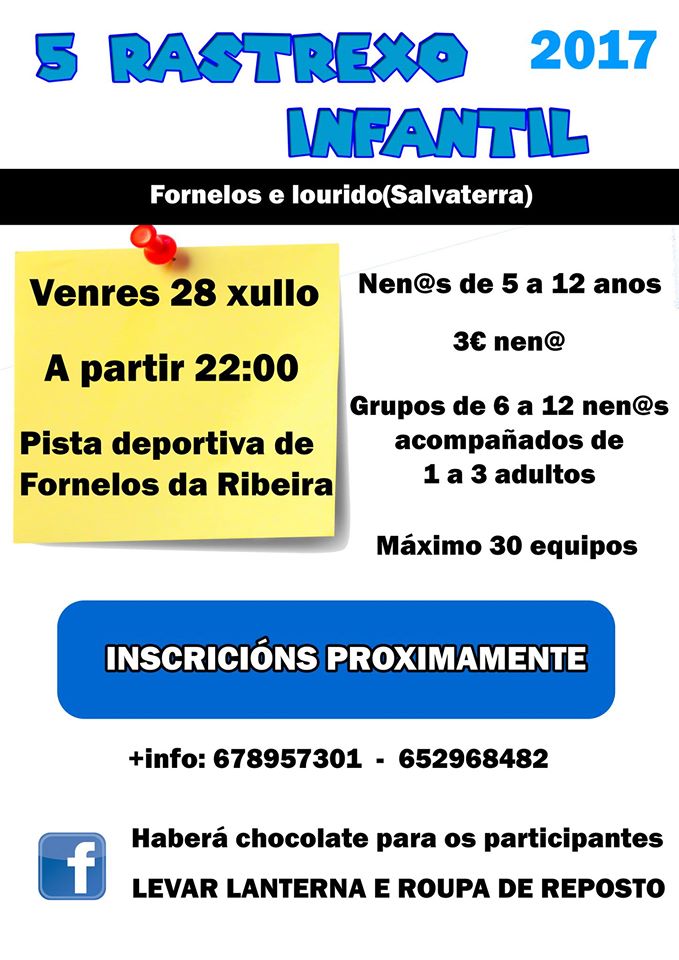 5 RASTREXO 2017
INFANTIL
Fornelos e lourido(Salvaterra)
Venres 28 xullo
A partir 22:00
Pista deportiva de
Fornelos da Ribeira
Nen@s de 5 a 12 anos
3€ nen@
Grupos de 6 a 12 nen@s
acompañados de
1 a 3 adultos
Máximo 30 equipos
INSCRICIÓNS PROXIMAMENTE
+info: 678957301 - 652968482
f
Haberá chocolate para os participantes
LEVAR LANTERNA E ROUPA DE REPOSTO